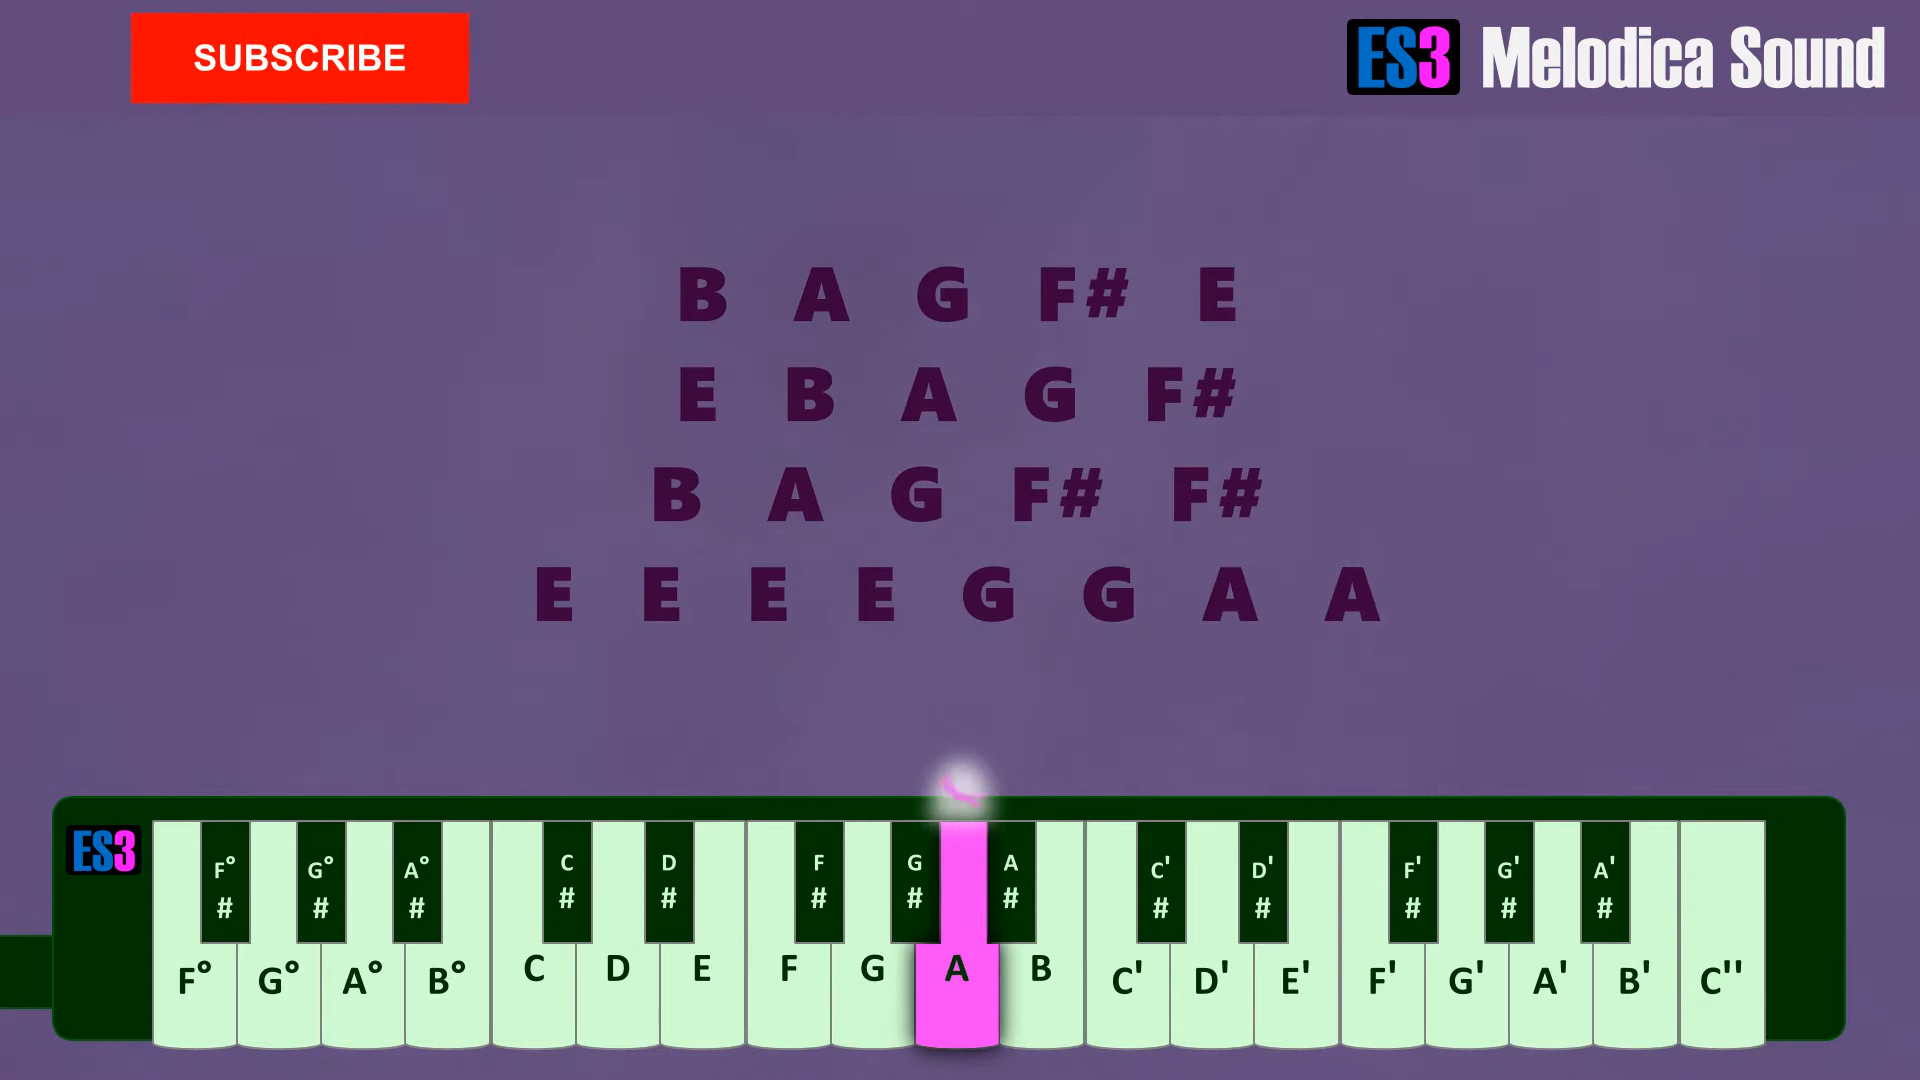 SUBSCRIBE
ES3 Melodica Sound
B A G F# E
E B A G F#
B A G F# F#
E E E E G G A A
ES3
F° # G° # A° # C # D # F # G # A # C' # D' # F' # G' # A' #
F° G° A° B° C D E F G A B C' D' E' F' G' A' B' C''